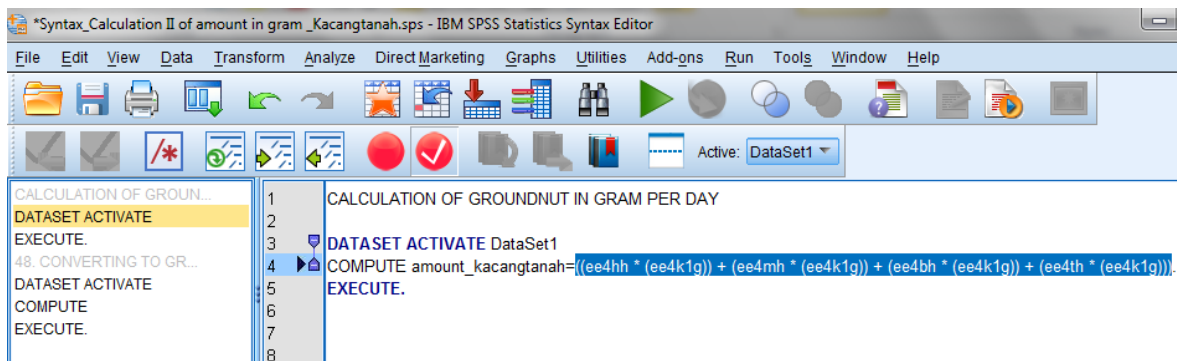 *Syntax_Calculation II of amount in gram _Kacangtanah.sps - IBM SPSS Statistics Syntax Editor
File Edit View Data Transform Analyze Direct Marketing Graphs Utilities Add-ons Run Tools Window Help
Active: DataSet1
CALCULATION OF GROUN...
DATASET ACTIVATE
EXECUTE.
48. CONVERTING TO GR...
DATASET ACTIVATE
COMPUTE
EXECUTE.
1 CALCULATION OF GROUNDNUT IN GRAM PER DAY
2
3 DATASET ACTIVATE DataSet1
4 COMPUTE amount_kacangtanah=((ee4hh * (ee4k1g)) + (ee4mh * (ee4k1g)) + (ee4bh * (ee4k1g)) + (ee4th * (ee4k1g))).
5 EXECUTE.
6
7
8